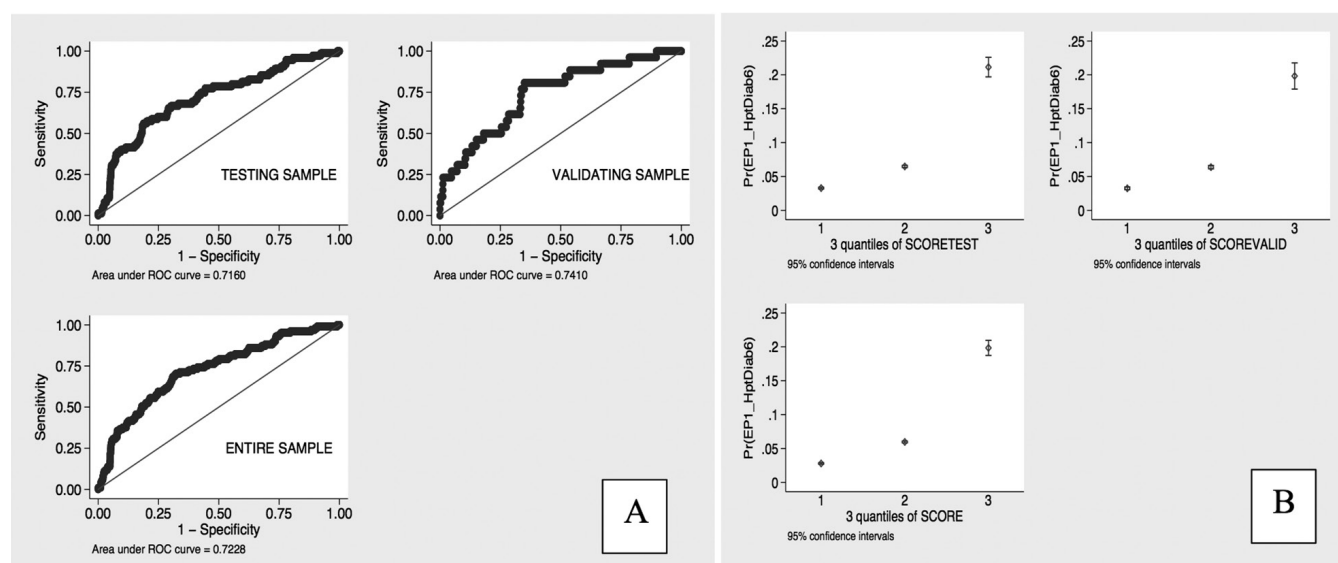 1.00
0.75
0.50
0.25
0.00
Sensitivity
TESTING SAMPLE
0.00 0.25 0.50 0.75 1.00
1 – Specificity
Area under ROC curve = 0.7160
1.00
0.75
0.50
0.25
0.00
Sensitivity
VALIDATING SAMPLE
0.00 0.25 0.50 0.75 1.00
1 – Specificity
Area under ROC curve = 0.7410
1.00
0.75
0.50
0.25
0.00
Sensitivity
ENTIRE SAMPLE
0.00 0.25 0.50 0.75 1.00
1 – Specificity
Area under ROC curve = 0.7228
A
.25
.2
.15
.1
.05
0
Pr(EP1_HptDiab6)
1 2 3
3 quantiles of SCORETEST
95% confidence intervals
.25
.2
.15
.1
.05
0
Pr(EP1_HptDiab6)
1 2 3
3 quantiles of SCOREVALID
95% confidence intervals
.25
.2
.15
.1
.05
0
Pr(EP1_HptDiab6)
1 2 3
3 quantiles of SCORE
95% confidence intervals
B